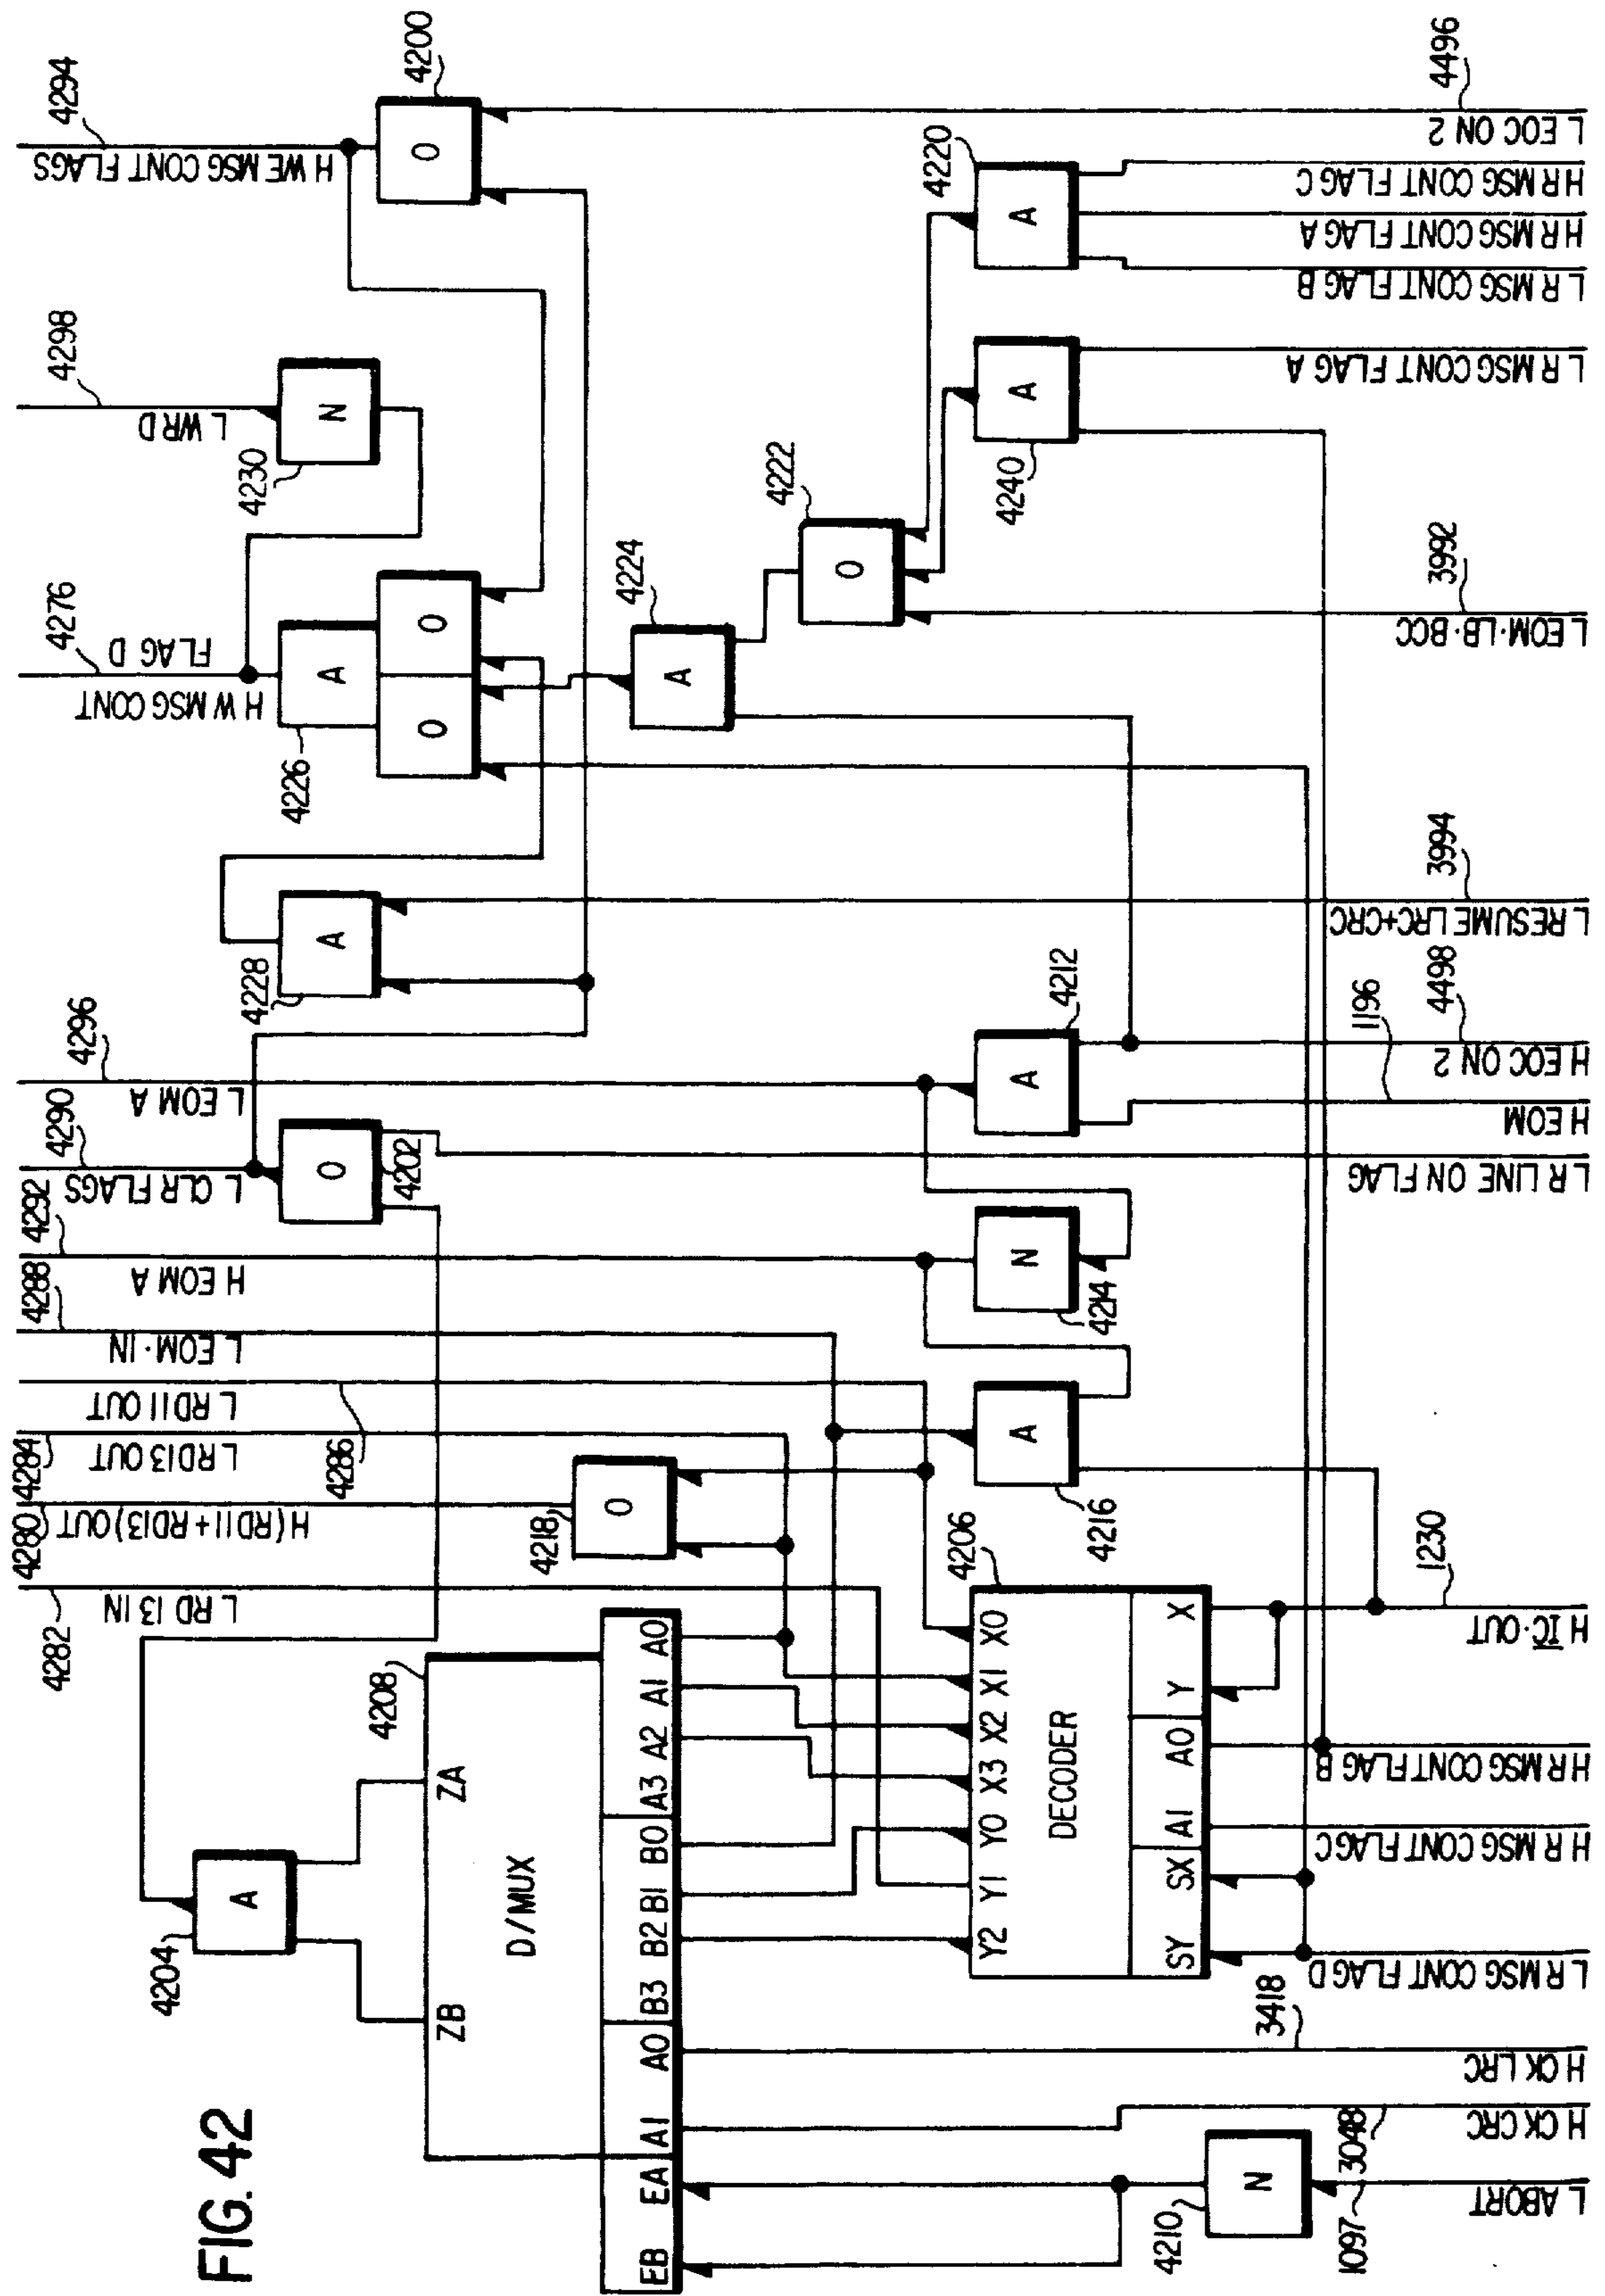 FIG. 42
4294
H WE MSG CONT FLAGS
4200
O
4298
L WR D
4230
N
4276
H W MSG CONT
FLAG D
4226
A
O
O
4228
A
4296
L EOM A
4290
L CLR FLAGS
4202
O
4292
H EOM A
4288
L EOM·IN
L RD11 OUT
4286
4284
L RD13 OUT
4280
H(RD11+RD13)OUT
4218
O
4282
L RD 13 IN
4204
A
4208
ZB
ZA
D/MUX
EB
EA
A1
A0
B3
B2
B1
B0
A3
A2
A1
A0
4224
A
4222
O
4220
A
4240
A
4212
A
4214
N
4216
A
4206
Y2
Y1
Y0
X3
X2
X1
X0
DECODER
SY
SX
A1
A0
Y
X
4210
N
1097
L ABORT
3048
H CK CRC
3418
H CK LRC
L R MSG CONT FLAG D
H R MSG CONT FLAG C
H R MSG CONT FLAG B
1230
H IC·OUT
L R LINE ON FLAG
1196
H EOM
4498
H EOC ON 2
3994
L RESUME LRC+CRC
3992
L EOM·LB·BCC
L R MSG CONT FLAG A
L R MSG CONT FLAG B
H R MSG CONT FLAG A
H R MSG CONT FLAG C
4496
L EOC ON 2